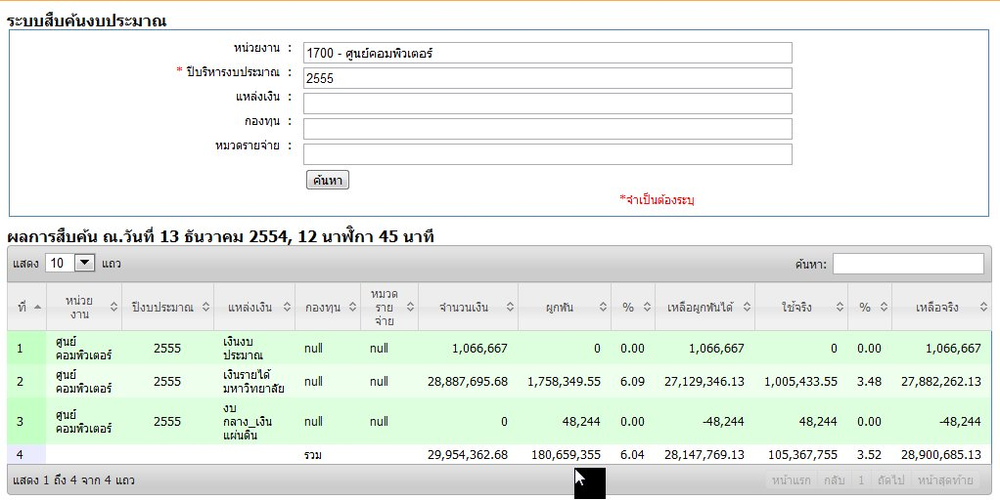 ระบบสืบค้นงบประมาณ
หน่วยงาน : 1700 - ศูนย์คอมพิวเตอร์
* ปีบริหารงบประมาณ : 2555
แหล่งเงิน :
กองทุน :
หมวดรายจ่าย :
ค้นหา
*จำเป็นต้องระบุ
ผลการสืบค้น ณ.วันที่ 13 ธันวาคม 2554, 12 นาฬิกา 45 นาที
แสดง 10 แถว ค้นหา:
ที่ หน่วยงาน ปีงบประมาณ แหล่งเงิน กองทุน หมวดรายจ่าย จำนวนเงิน ผูกพัน % เหลือผูกพันได้ ใช้จริง % เหลือจริง
1 ศูนย์คอมพิวเตอร์ 2555 เงินงบประมาณ null null 1,066,667 0 0.00 1,066,667 0 0.00 1,066,667
2 ศูนย์คอมพิวเตอร์ 2555 เงินรายได้มหาวิทยาลัย null null 28,887,695.68 1,758,349.55 6.09 27,129,346.13 1,005,433.55 3.48 27,882,262.13
3 ศูนย์คอมพิวเตอร์ 2555 งบกลาง_เงินแผ่นดิน null null 0 48,244 0.00 -48,244 48,244 0.00 -48,244
4 รวม 29,954,362.68 180,659,355 6.04 28,147,769.13 105,367,755 3.52 28,900,685.13
แสดง 1 ถึง 4 จาก 4 แถว หน้าแรก กลับ 1 ถัดไป หน้าสุดท้าย